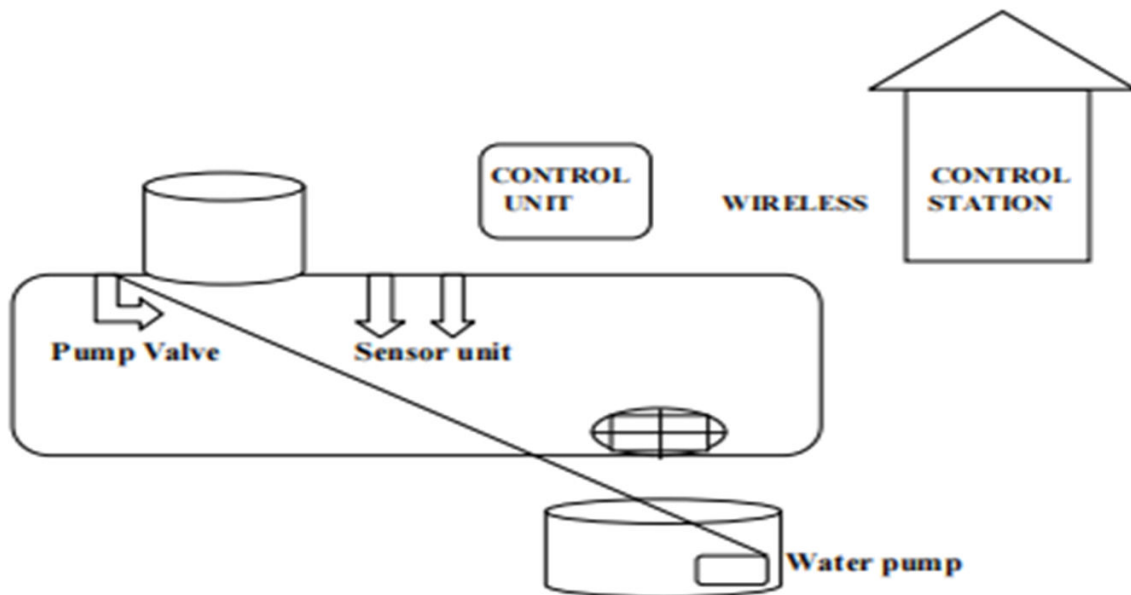 CONTROL
UNIT
WIRELESS
CONTROL
STATION
Pump Valve
Sensor unit
Water pump